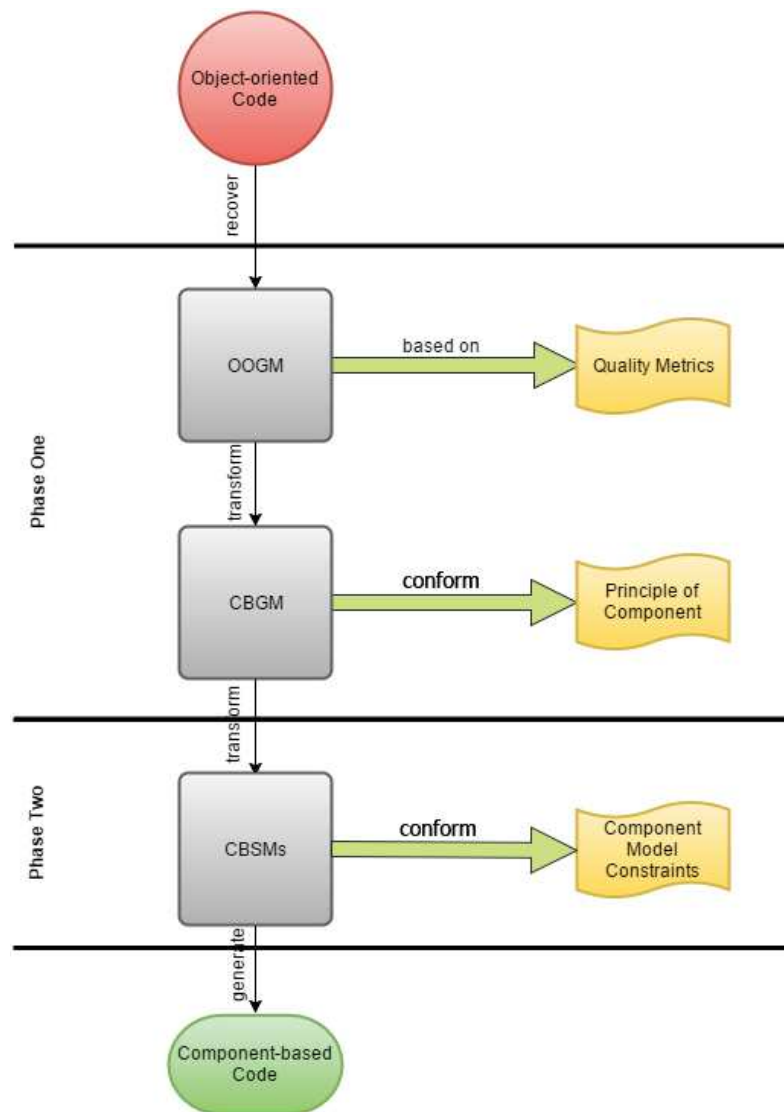 Object-oriented
Code
recover
Phase One
OOGM
based on
Quality Metrics
transform
CBGM
conform
Principle of
Component
transform
Phase Two
CBSMs
conform
Component
Model
Constraints
generate
Component-based
Code